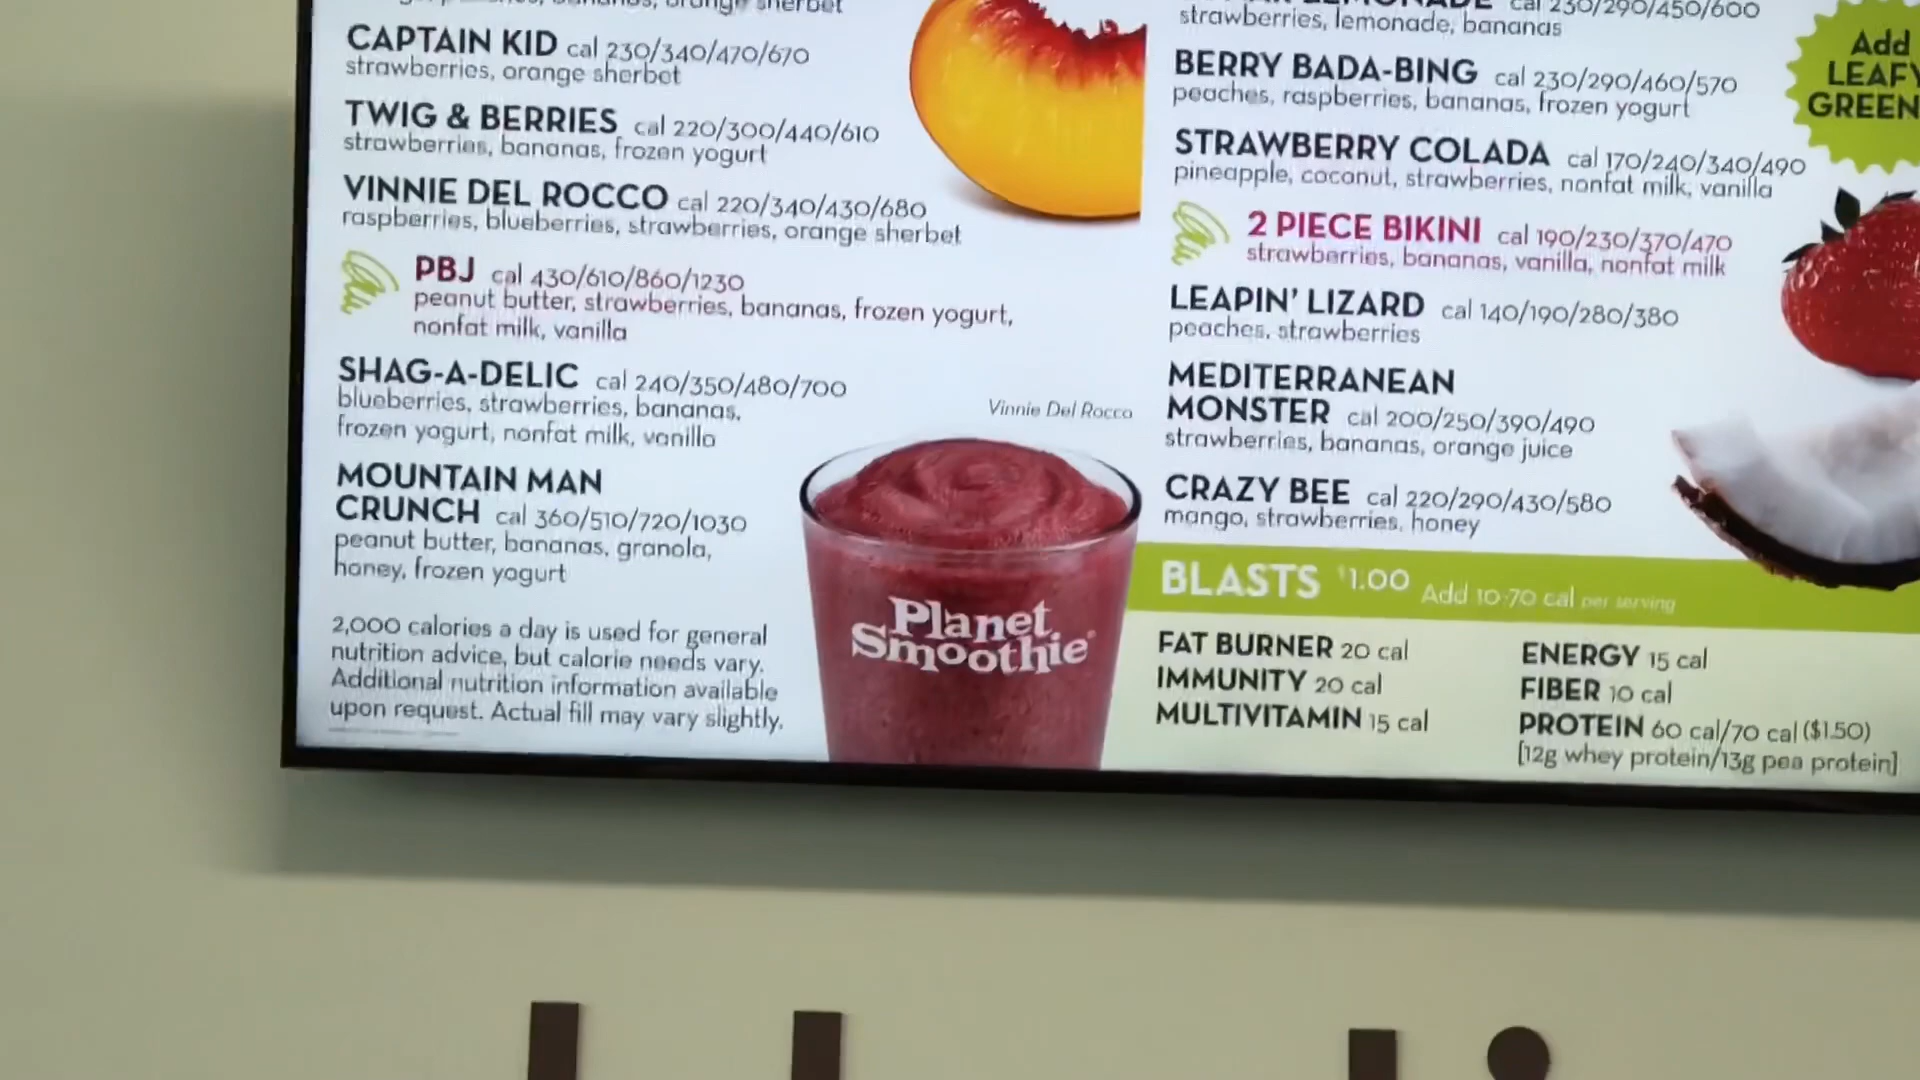 orange sherbet
CAPTAIN KID cal 230/340/470/670
strawberries, orange sherbet
TWIG & BERRIES cal 220/300/440/610
strawberries, bananas, frozen yogurt
VINNIE DEL ROCCO cal 220/340/430/680
raspberries, blueberries, strawberries, orange sherbet
PBJ cal 430/610/860/1230
peanut butter, strawberries, bananas, frozen yogurt,
nonfat milk, vanilla
SHAG-A-DELIC cal 240/350/480/700
blueberries, strawberries, bananas,
frozen yogurt, nonfat milk, vanilla
MOUNTAIN MAN
CRUNCH cal 360/510/720/1030
peanut butter, bananas, granola,
honey, frozen yogurt
2,000 calories a day is used for general
nutrition advice, but calorie needs vary.
Additional nutrition information available
upon request. Actual fill may vary slightly.
Vinnie Del Rocco
Planet
Smoothie
LEMONADE cal 230/290/450/600
strawberries, lemonade, bananas
BERRY BADA-BING cal 230/290/460/570
peaches, raspberries, bananas, frozen yogurt
STRAWBERRY COLADA cal 170/240/340/490
pineapple, coconut, strawberries, nonfat milk, vanilla
2 PIECE BIKINI cal 190/230/370/470
strawberries, bananas, vanilla, nonfat milk
LEAPIN' LIZARD cal 140/190/280/380
peaches, strawberries
MEDITERRANEAN
MONSTER cal 200/250/390/490
strawberries, bananas, orange juice
CRAZY BEE cal 220/290/430/580
mango, strawberries, honey
Add
LEAFY
GREEN
BLASTS $1.00 Add 10-70 cal per serving
FAT BURNER 20 cal
IMMUNITY 20 cal
MULTIVITAMIN 15 cal
ENERGY 15 cal
FIBER 10 cal
PROTEIN 60 cal/70 cal ($1.50)
[12g whey protein/13g pea protein]